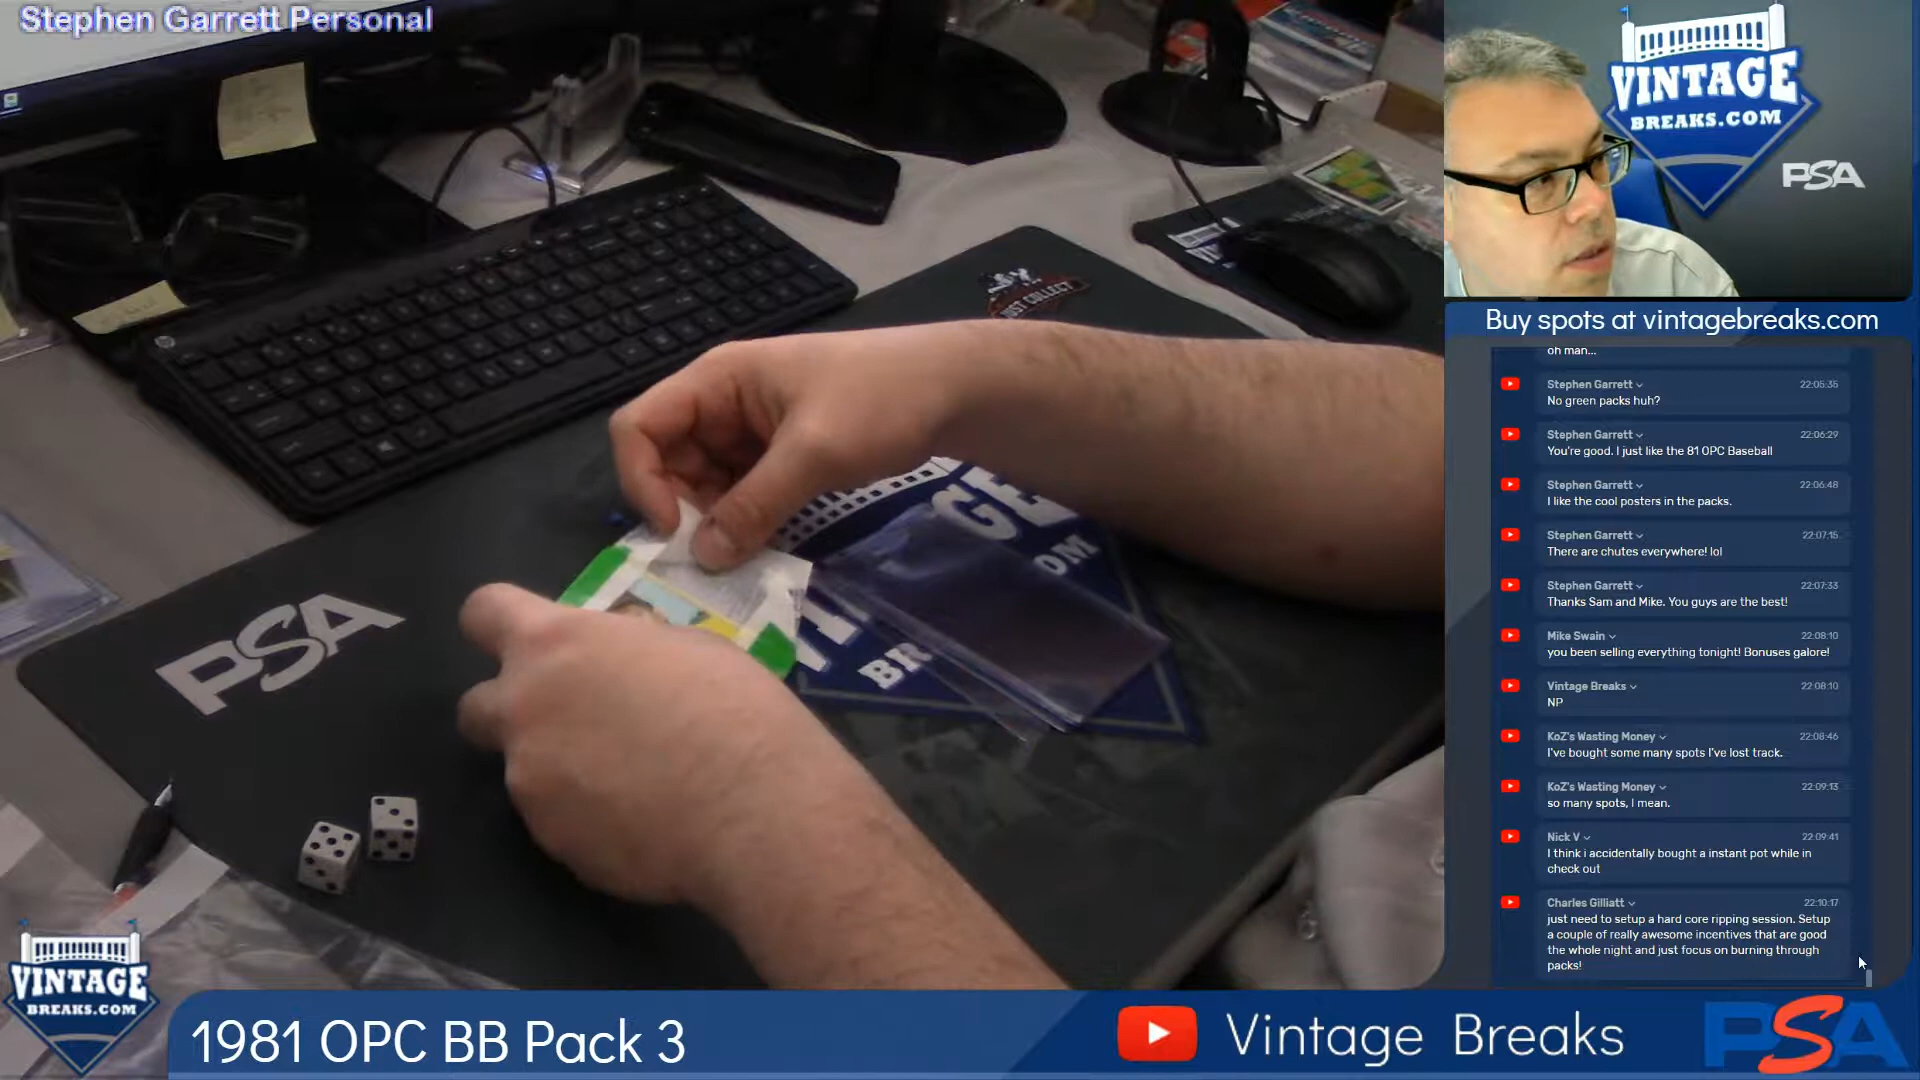 Stephen Garrett Personal
VINTAGE
BREAKS.COM
PSA
JUST COLLECT
Buy spots at vintagebreaks.com
oh man...
Stephen Garrett 22:05:35
No green packs huh?
Stephen Garrett 22:06:29
You're good. I just like the 81 OPC Baseball
Stephen Garrett 22:06:48
I like the cool posters in the packs.
Stephen Garrett 22:07:15
There are chutes everywhere! lol
Stephen Garrett 22:07:33
Thanks Sam and Mike. You guys are the best!
Mike Swain 22:08:10
you been selling everything tonight! Bonuses galore!
Vintage Breaks 22:08:10
NP
KoZ's Wasting Money 22:08:46
I've bought some many spots I've lost track.
KoZ's Wasting Money 22:09:13
so many spots, I mean.
Nick V 22:09:41
I think i accidentally bought a instant pot while in
check out
Charles Gilliatt 22:10:17
just need to setup a hard core ripping session. Setup
a couple of really awesome incentives that are good
the whole night and just focus on burning through
packs!
PSA
GE
OM
BR
VINTAGE
BREAKS.COM
1981 OPC BB Pack 3
Vintage Breaks
PSA